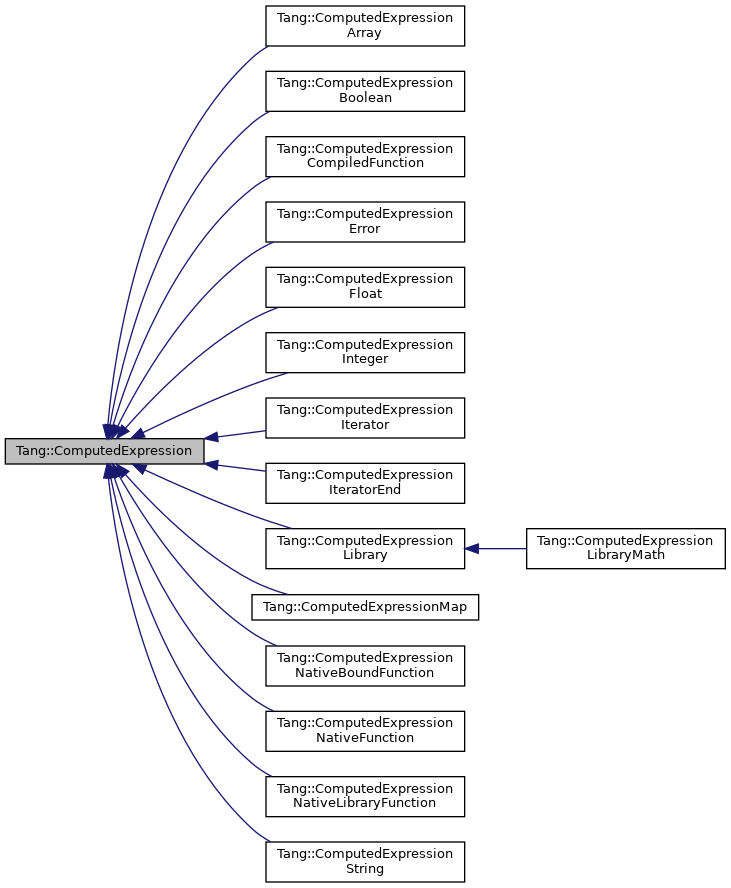 Tang::ComputedExpression
Array
Tang::ComputedExpression
Boolean
Tang::ComputedExpression
CompiledFunction
Tang::ComputedExpression
Error
Tang::ComputedExpression
Float
Tang::ComputedExpression
Integer
Tang::ComputedExpression
Iterator
Tang::ComputedExpression
Tang::ComputedExpression
IteratorEnd
Tang::ComputedExpression
Library
Tang::ComputedExpression
LibraryMath
Tang::ComputedExpressionMap
Tang::ComputedExpression
NativeBoundFunction
Tang::ComputedExpression
NativeFunction
Tang::ComputedExpression
NativeLibraryFunction
Tang::ComputedExpression
String